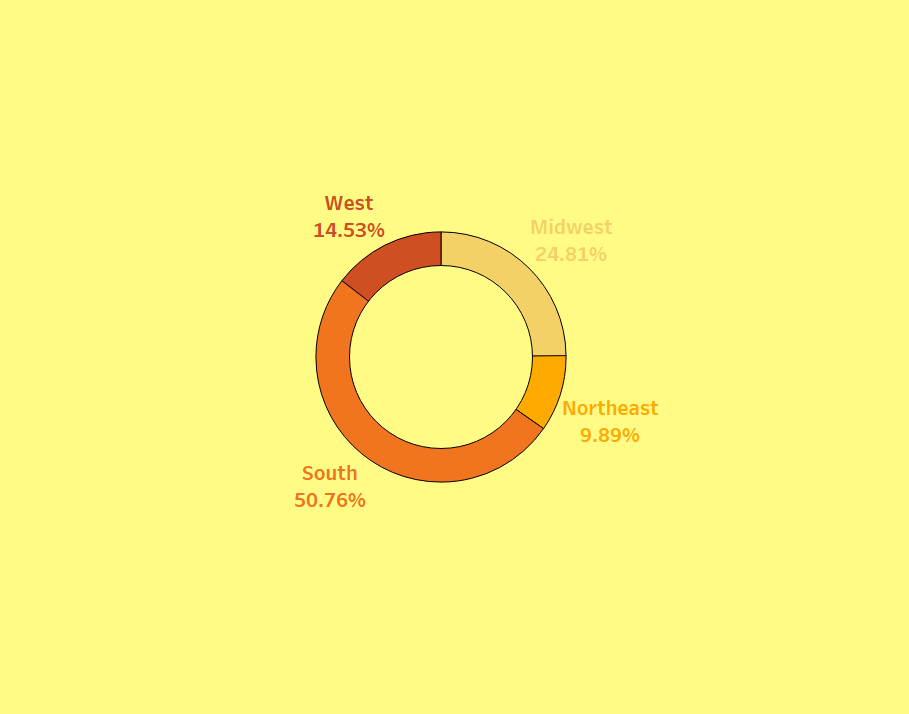 West
14.53%
Midwest
24.81%
Northeast
9.89%
South
50.76%